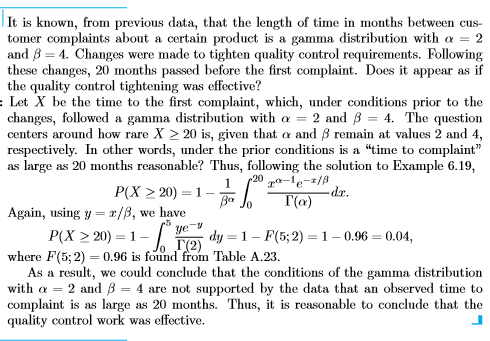 It is known, from previous data, that the length of time in months between cus-
tomer complaints about a certain product is a gamma distribution with α = 2
and β = 4. Changes were made to tighten quality control requirements. Following
these changes, 20 months passed before the first complaint. Does it appear as if
the quality control tightening was effective?
: Let X be the time to the first complaint, which, under conditions prior to the
changes, followed a gamma distribution with α = 2 and β = 4. The question
centers around how rare X ≥ 20 is, given that α and β remain at values 2 and 4,
respectively. In other words, under the prior conditions is a “time to complaint”
as large as 20 months reasonable? Thus, following the solution to Example 6.19,
P(X ≥ 20) = 1 − 1/β^α ∫_0^20 x^{α−1}e^{−x/β}/Γ(α) dx.
Again, using y = x/β, we have
P(X ≥ 20) = 1 − ∫_0^5 ye^{−y}/Γ(2) dy = 1 − F(5; 2) = 1 − 0.96 = 0.04,
where F(5; 2) = 0.96 is found from Table A.23.
As a result, we could conclude that the conditions of the gamma distribution
with α = 2 and β = 4 are not supported by the data that an observed time to
complaint is as large as 20 months. Thus, it is reasonable to conclude that the
quality control work was effective.